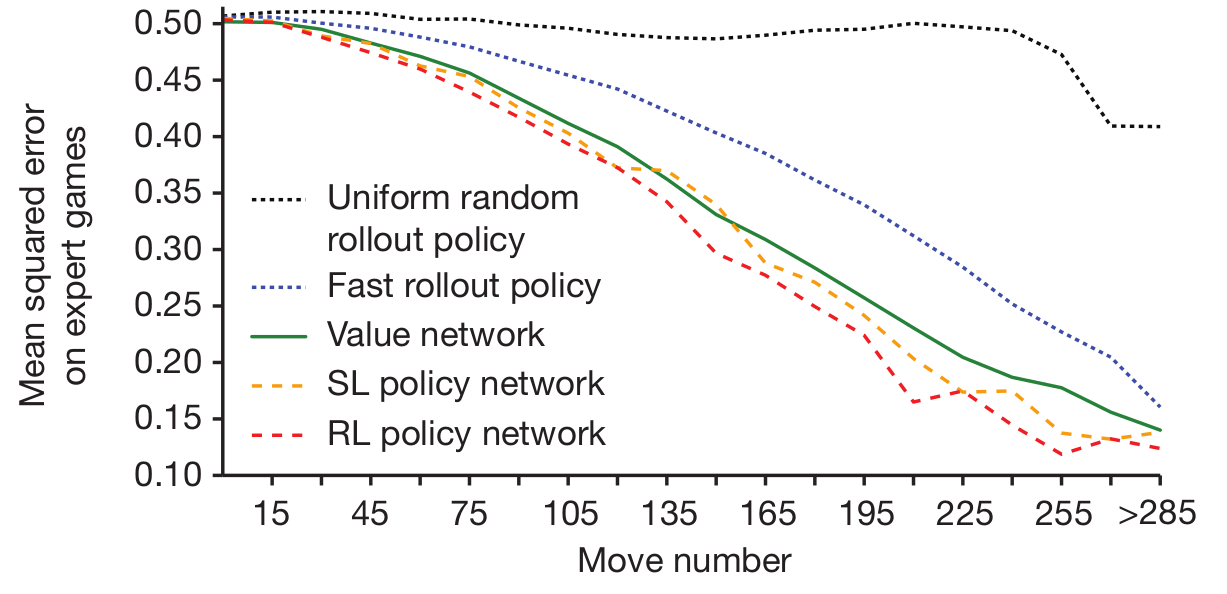 0.50
0.45
0.40
0.35
0.30
0.25
0.20
0.15
0.10
Mean squared error
on expert games
Uniform random
rollout policy
Fast rollout policy
Value network
SL policy network
RL policy network
15 45 75 105 135 165 195 225 255 >285
Move number